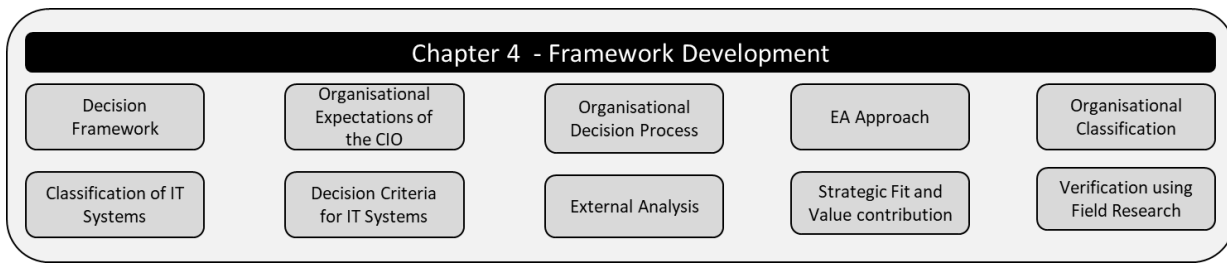 Chapter 4 - Framework Development
Decision
Framework
Organisational
Expectations of
the CIO
Organisational
Decision Process
EA Approach
Organisational
Classification
Classification of IT
Systems
Decision Criteria
for IT Systems
External Analysis
Strategic Fit and
Value contribution
Verification using
Field Research